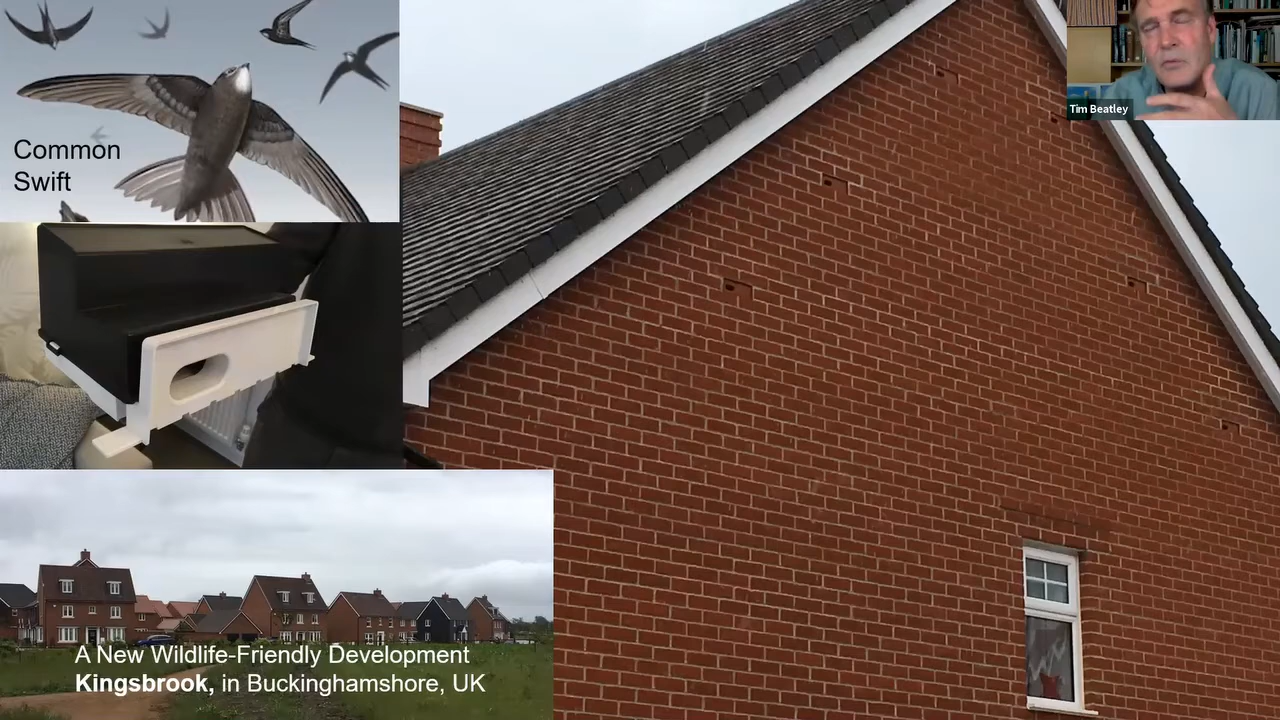 Common
Swift
Tim Beatley
A New Wildlife-Friendly Development
Kingsbrook, in Buckinghamshore, UK